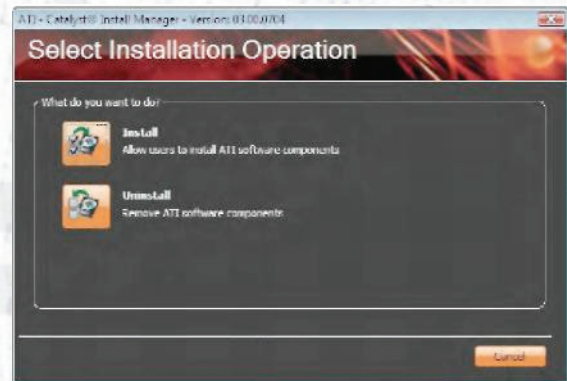 ATI - Catalyst® Install Manager - Version: 03.00.0704
Select Installation Operation
What do you want to do?
Install
Allow users to install ATI software components
Uninstall
Remove ATI software components
Cancel